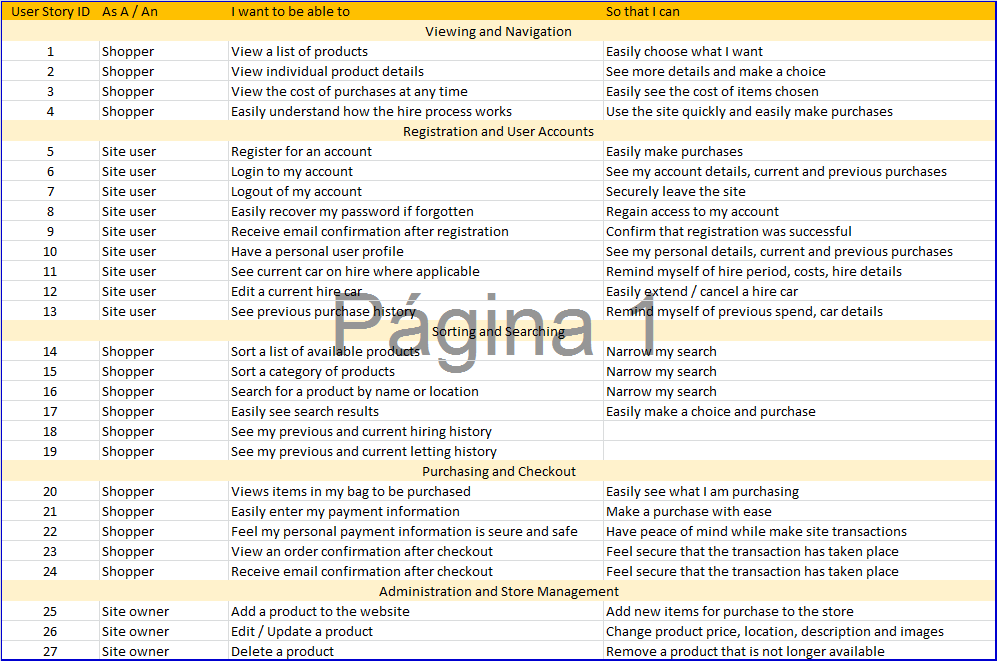 User Story ID As A / An I want to be able to So that I can
Viewing and Navigation
1 Shopper View a list of products Easily choose what I want
2 Shopper View individual product details See more details and make a choice
3 Shopper View the cost of purchases at any time Easily see the cost of items chosen
4 Shopper Easily understand how the hire process works Use the site quickly and easily make purchases
Registration and User Accounts
5 Site user Register for an account Easily make purchases
6 Site user Login to my account See my account details, current and previous purchases
7 Site user Logout of my account Securely leave the site
8 Site user Easily recover my password if forgotten Regain access to my account
9 Site user Receive email confirmation after registration Confirm that registration was successful
10 Site user Have a personal user profile See my personal details, current and previous purchases
11 Site user See current car on hire where applicable Remind myself of hire period, costs, hire details
12 Site user Edit a current hire car Easily extend / cancel a hire car
13 Site user See previous purchase history Remind myself of previous spend, car details
Página 1
Sorting and Searching
14 Shopper Sort a list of available products Narrow my search
15 Shopper Sort a category of products Narrow my search
16 Shopper Search for a product by name or location Narrow my search
17 Shopper Easily see search results Easily make a choice and purchase
18 Shopper See my previous and current hiring history
19 Shopper See my previous and current letting history
Purchasing and Checkout
20 Shopper Views items in my bag to be purchased Easily see what I am purchasing
21 Shopper Easily enter my payment information Make a purchase with ease
22 Shopper Feel my personal payment information is seure and safe Have peace of mind while make site transactions
23 Shopper View an order confirmation after checkout Feel secure that the transaction has taken place
24 Shopper Receive email confirmation after checkout Feel secure that the transaction has taken place
Administration and Store Management
25 Site owner Add a product to the website Add new items for purchase to the store
26 Site owner Edit / Update a product Change product price, location, description and images
27 Site owner Delete a product Remove a product that is not longer available